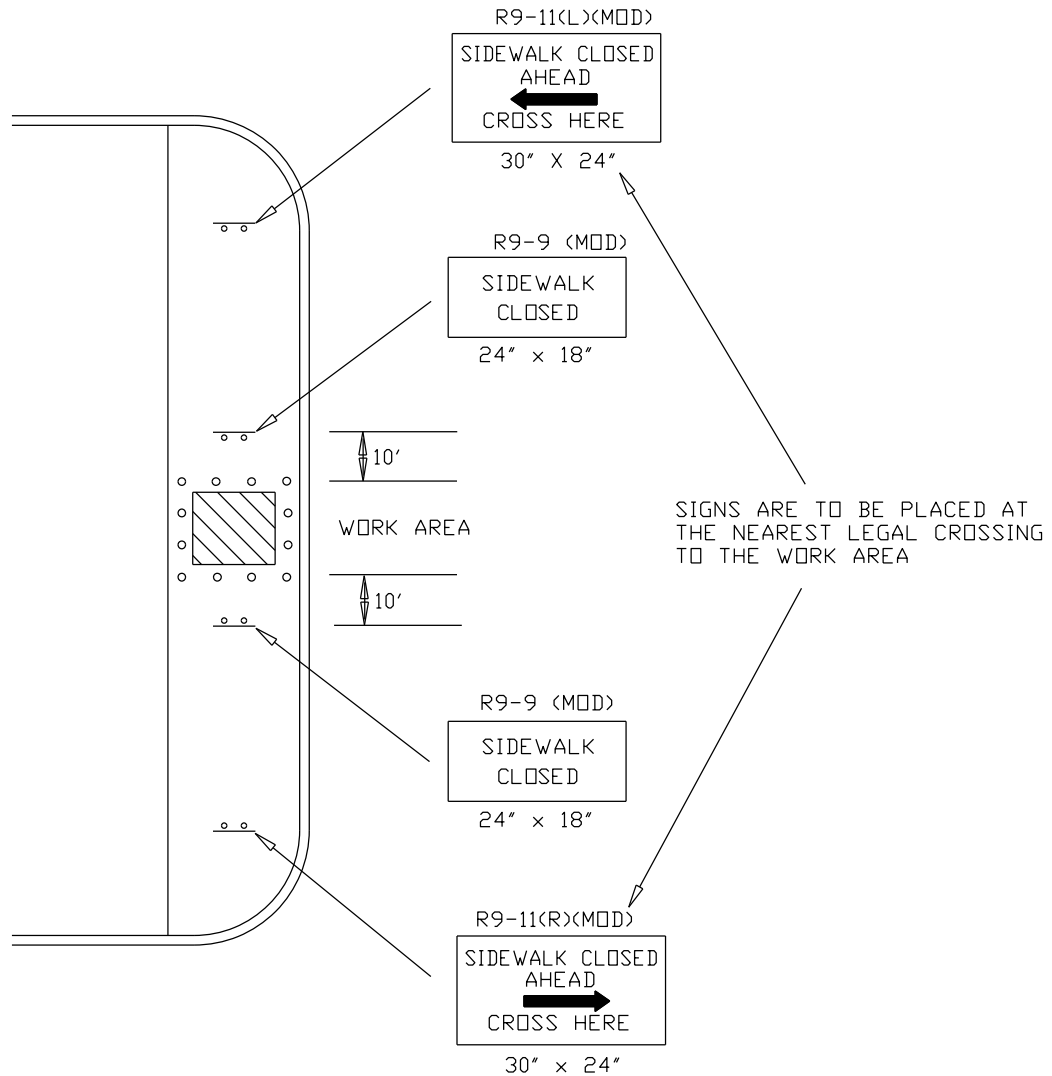 R9-11(L)(MOD)
SIDEWALK CLOSED
AHEAD
CROSS HERE
30" X 24"
R9-9 (MOD)
SIDEWALK
CLOSED
24" x 18"
10'
WORK AREA
10'
SIGNS ARE TO BE PLACED AT
THE NEAREST LEGAL CROSSING
TO THE WORK AREA
R9-9 (MOD)
SIDEWALK
CLOSED
24" x 18"
R9-11(R)(MOD)
SIDEWALK CLOSED
AHEAD
CROSS HERE
30" x 24"